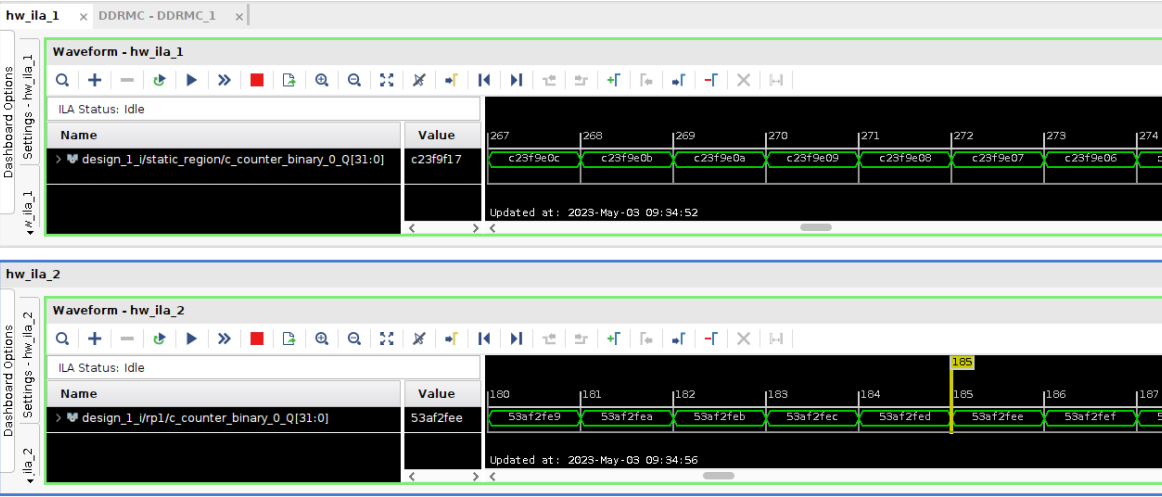 hw_ila_1 × DDRMC - DDRMC_1 ×
Dashboard Options
Settings - hw_ila_1
Waveform - hw_ila_1
ILA Status: Idle
Name Value
design_1_i/static_region/c_counter_binary_0_Q[31:0] c23f9f17
267 268 269 270 271 272 273 274
c23f9e0c c23f9e0b c23f9e0a c23f9e09 c23f9e08 c23f9e07 c23f9e06
Updated at: 2023-May-03 09:34:52
hw_ila_2
Dashboard Options
Settings - hw_ila_2
Waveform - hw_ila_2
ILA Status: Idle
185
Name Value
design_1_i/rp1/c_counter_binary_0_Q[31:0] 53af2fee
180 181 182 183 184 185 186 187
53af2fe9 53af2fea 53af2feb 53af2fec 53af2fed 53af2fee 53af2fef
Updated at: 2023-May-03 09:34:56